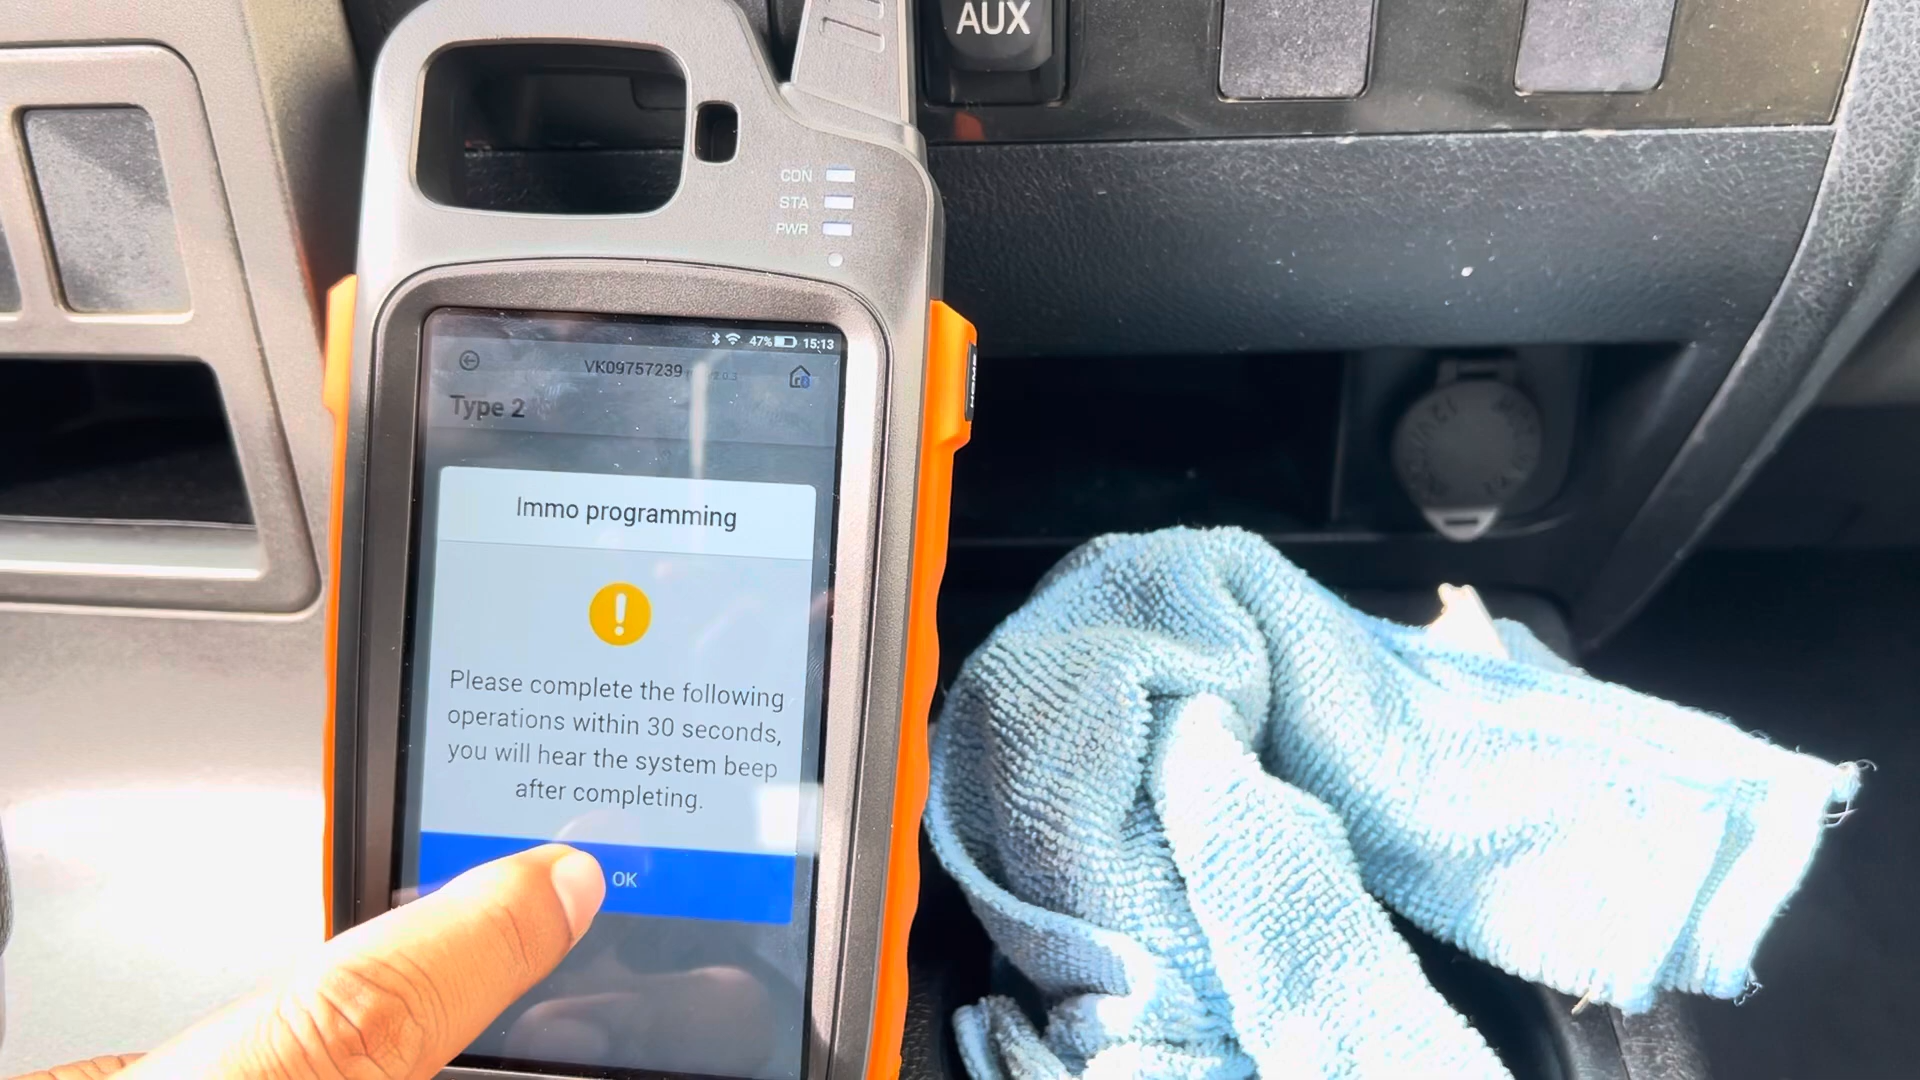 AUX
CON
STA
PWR
47% 15:13
VK09757239
Type 2
Immo programming
!
Please complete the following
operations within 30 seconds,
you will hear the system beep
after completing.
OK
HOME